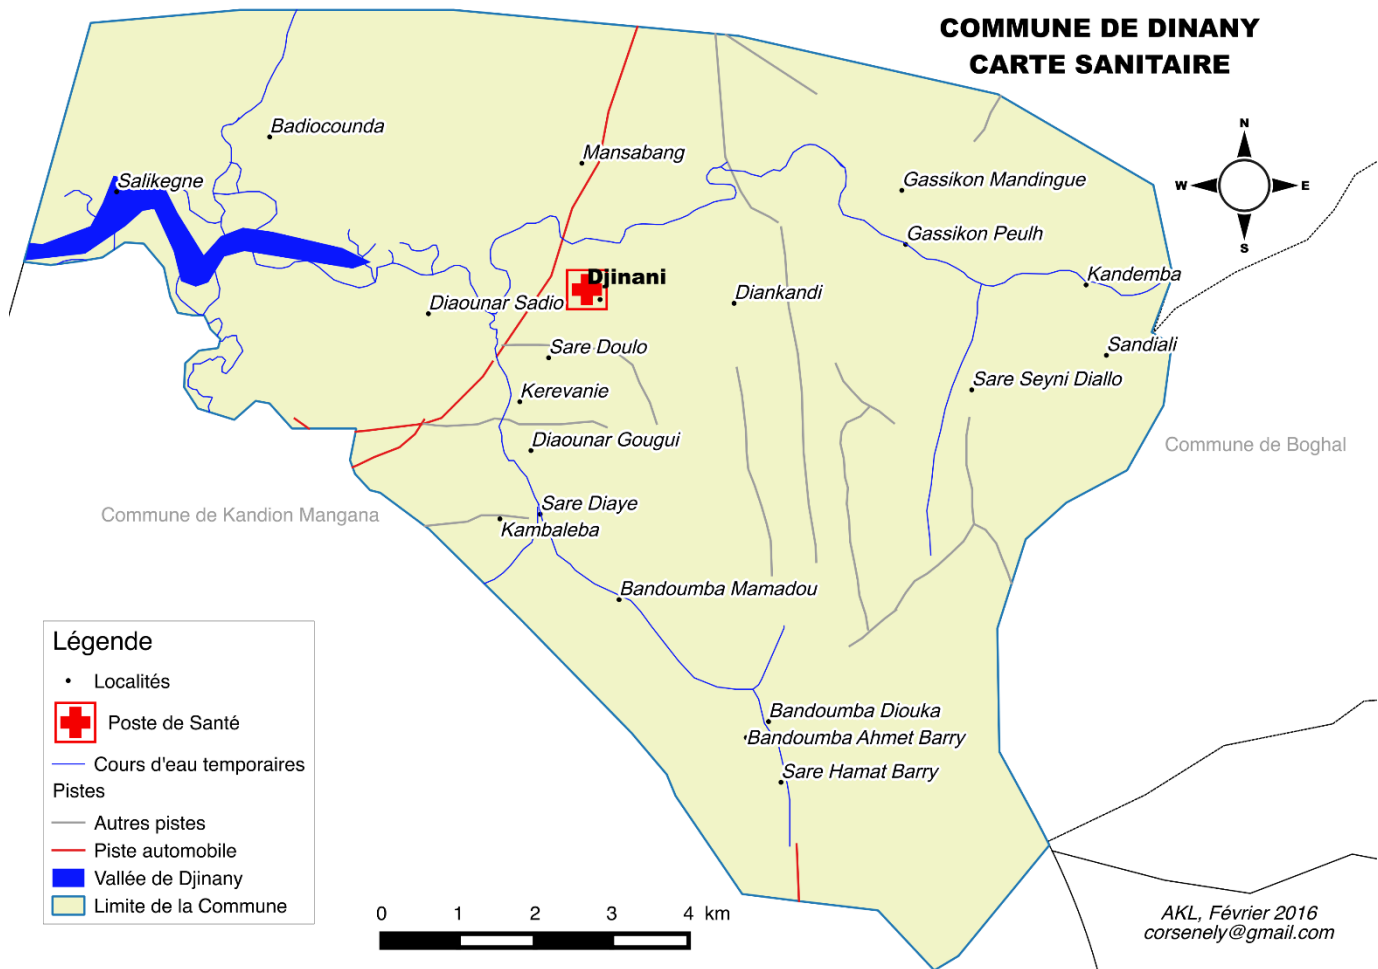 COMMUNE DE DINANY
CARTE SANITAIRE
N
W
E
S
Badiocounda
Mansabang
Salikegne
Gassikon Mandingue
Gassikon Peulh
Djinani
Kandemba
Diaounar Sadio
Diankandi
Sare Doulo
Sandiali
Sare Seyni Diallo
Kerevanie
Diaounar Gougui
Commune de Boghal
Sare Diaye
Commune de Kandion Mangana
Kambaleba
Bandoumba Mamadou
Bandoumba Diouka
Bandoumba Ahmet Barry
Sare Hamat Barry
Légende
Localités
Poste de Santé
Cours d'eau temporaires
Pistes
Autres pistes
Piste automobile
Vallée de Djinany
Limite de la Commune
0 1 2 3 4 km
AKL, Février 2016
corsenely@gmail.com